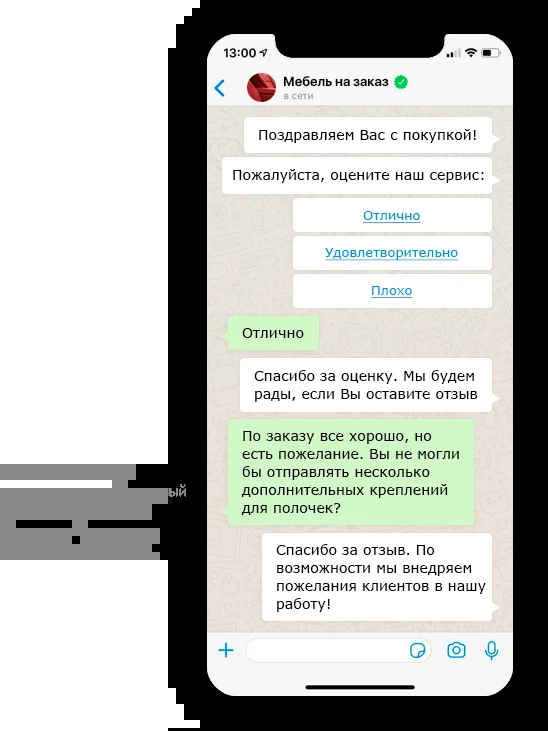 13:00
Мебель на заказ
в сети
Поздравляем Вас с покупкой!
Пожалуйста, оцените наш сервис:
Отлично
Удовлетворительно
Плохо
Отлично
Спасибо за оценку. Мы будем
рады, если Вы оставите отзыв
По заказу все хорошо, но
есть пожелание. Вы не могли
бы отправлять несколько
дополнительных креплений
для полочек?
Спасибо за отзыв. По
возможности мы внедряем
пожелания клиентов в нашу
работу!